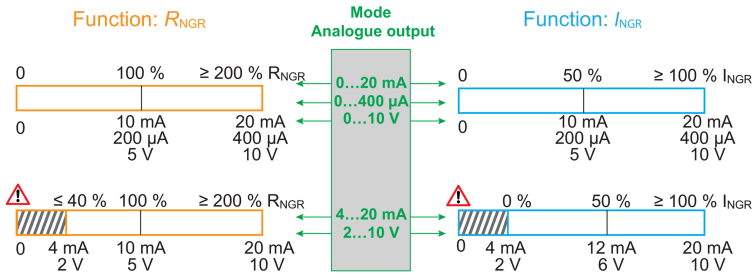 Function: RNGR
Mode
Analogue output
Function: INGR
0 100 % ≥ 200 % RNGR
0 10 mA 20 mA
200 µA 400 µA
5 V 10 V
0…20 mA
0…400 µA
0…10 V
0 50 % ≥ 100 % INGR
0 10 mA 20 mA
200 µA 400 µA
5 V 10 V
! ≤ 40 % 100 % ≥ 200 % RNGR
0 4 mA 10 mA 20 mA
2 V 5 V 10 V
4…20 mA
2…10 V
! 0 % 50 % ≥ 100 % INGR
0 4 mA 12 mA 20 mA
2 V 6 V 10 V